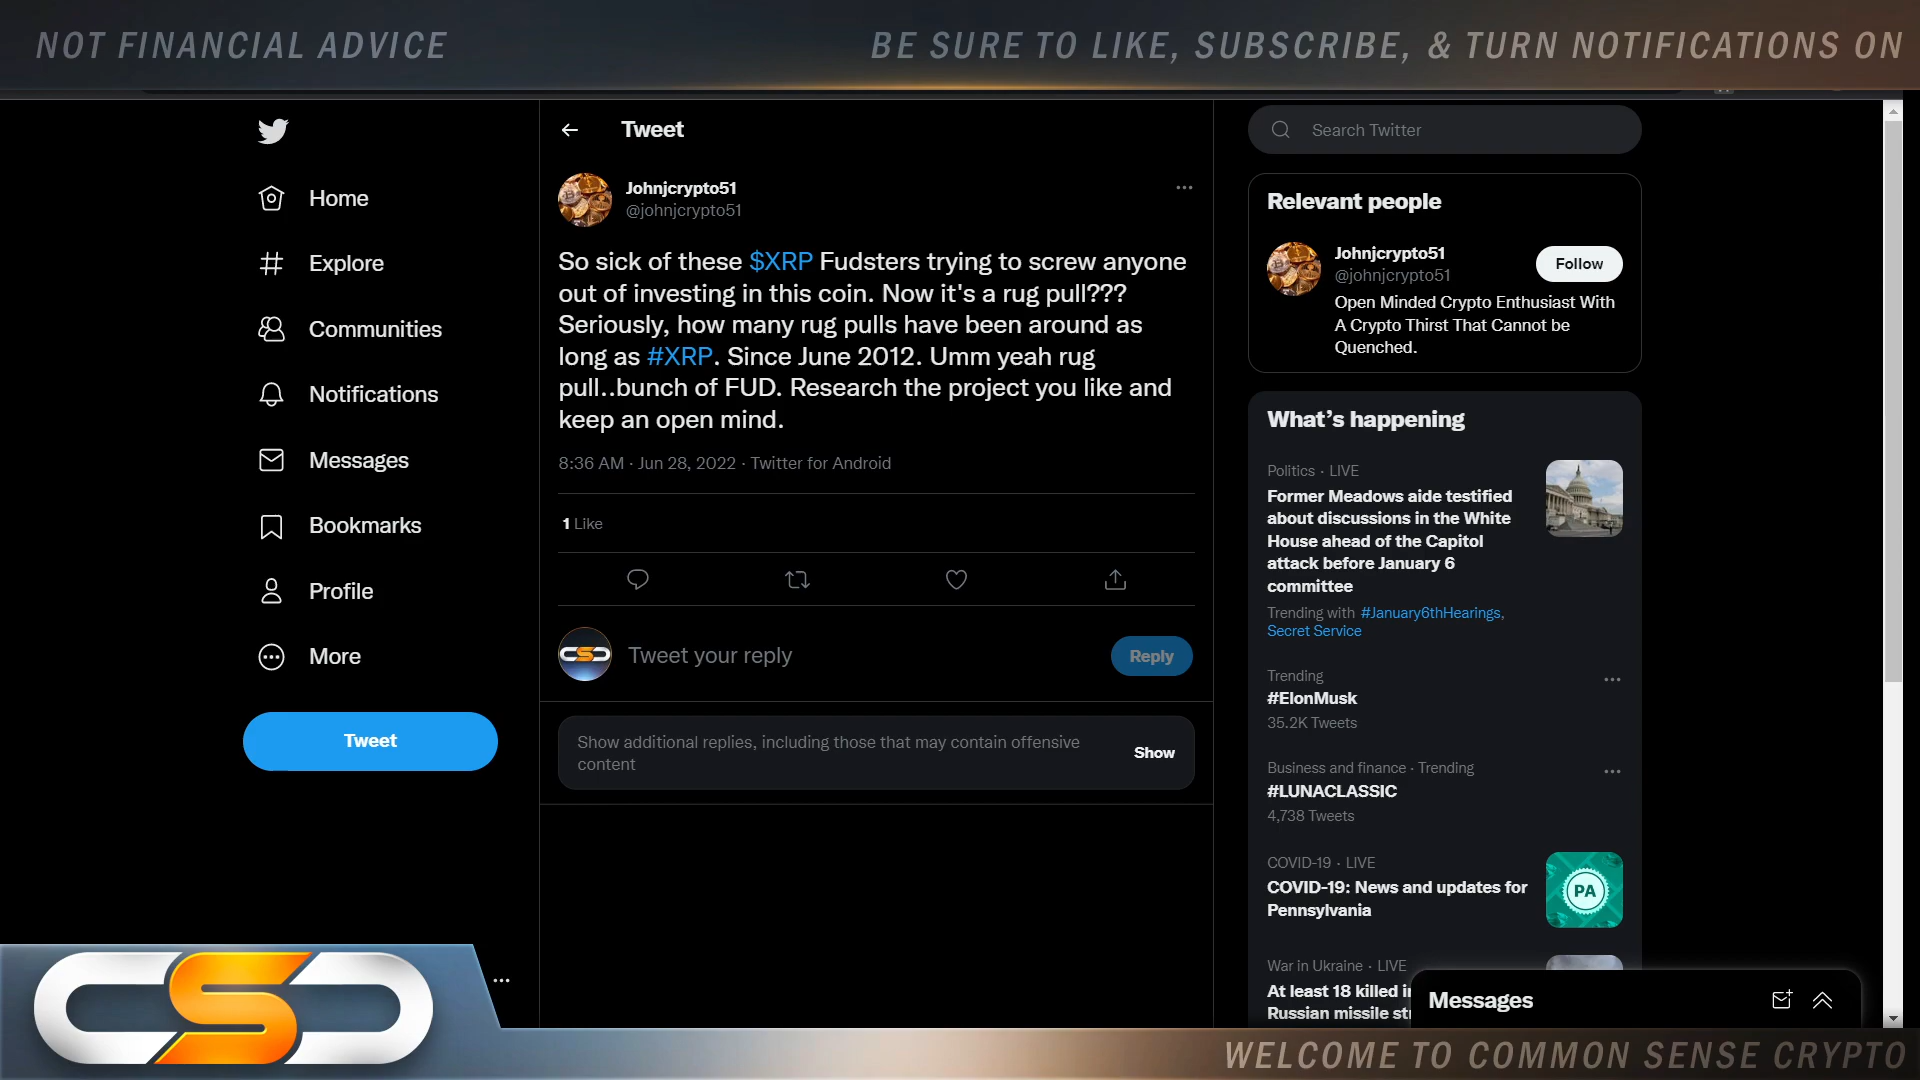 NOT FINANCIAL ADVICE
BE SURE TO LIKE, SUBSCRIBE, & TURN NOTIFICATIONS ON
Home
Explore
Communities
Notifications
Messages
Bookmarks
Profile
More
Tweet
Tweet
Johnjcrypto51
@johnjcrypto51
So sick of these $XRP Fudsters trying to screw anyone
out of investing in this coin. Now it's a rug pull???
Seriously, how many rug pulls have been around as
long as #XRP. Since June 2012. Umm yeah rug
pull..bunch of FUD. Research the project you like and
keep an open mind.
8:36 AM · Jun 28, 2022 · Twitter for Android
1 Like
CSC
Tweet your reply
Reply
Show additional replies, including those that may contain offensive
content
Show
Search Twitter
Relevant people
Johnjcrypto51
@johnjcrypto51
Follow
Open Minded Crypto Enthusiast With
A Crypto Thirst That Cannot be
Quenched.
What's happening
Politics · LIVE
Former Meadows aide testified
about discussions in the White
House ahead of the Capitol
attack before January 6
committee
Trending with #January6thHearings,
Secret Service
Trending
#ElonMusk
35.2K Tweets
Business and finance · Trending
#LUNACLASSIC
4,738 Tweets
COVID-19 · LIVE
COVID-19: News and updates for
Pennsylvania
PA
War in Ukraine · LIVE
At least 18 killed i
Russian missile st
Messages
CSC
WELCOME TO COMMON SENSE CRYPTO